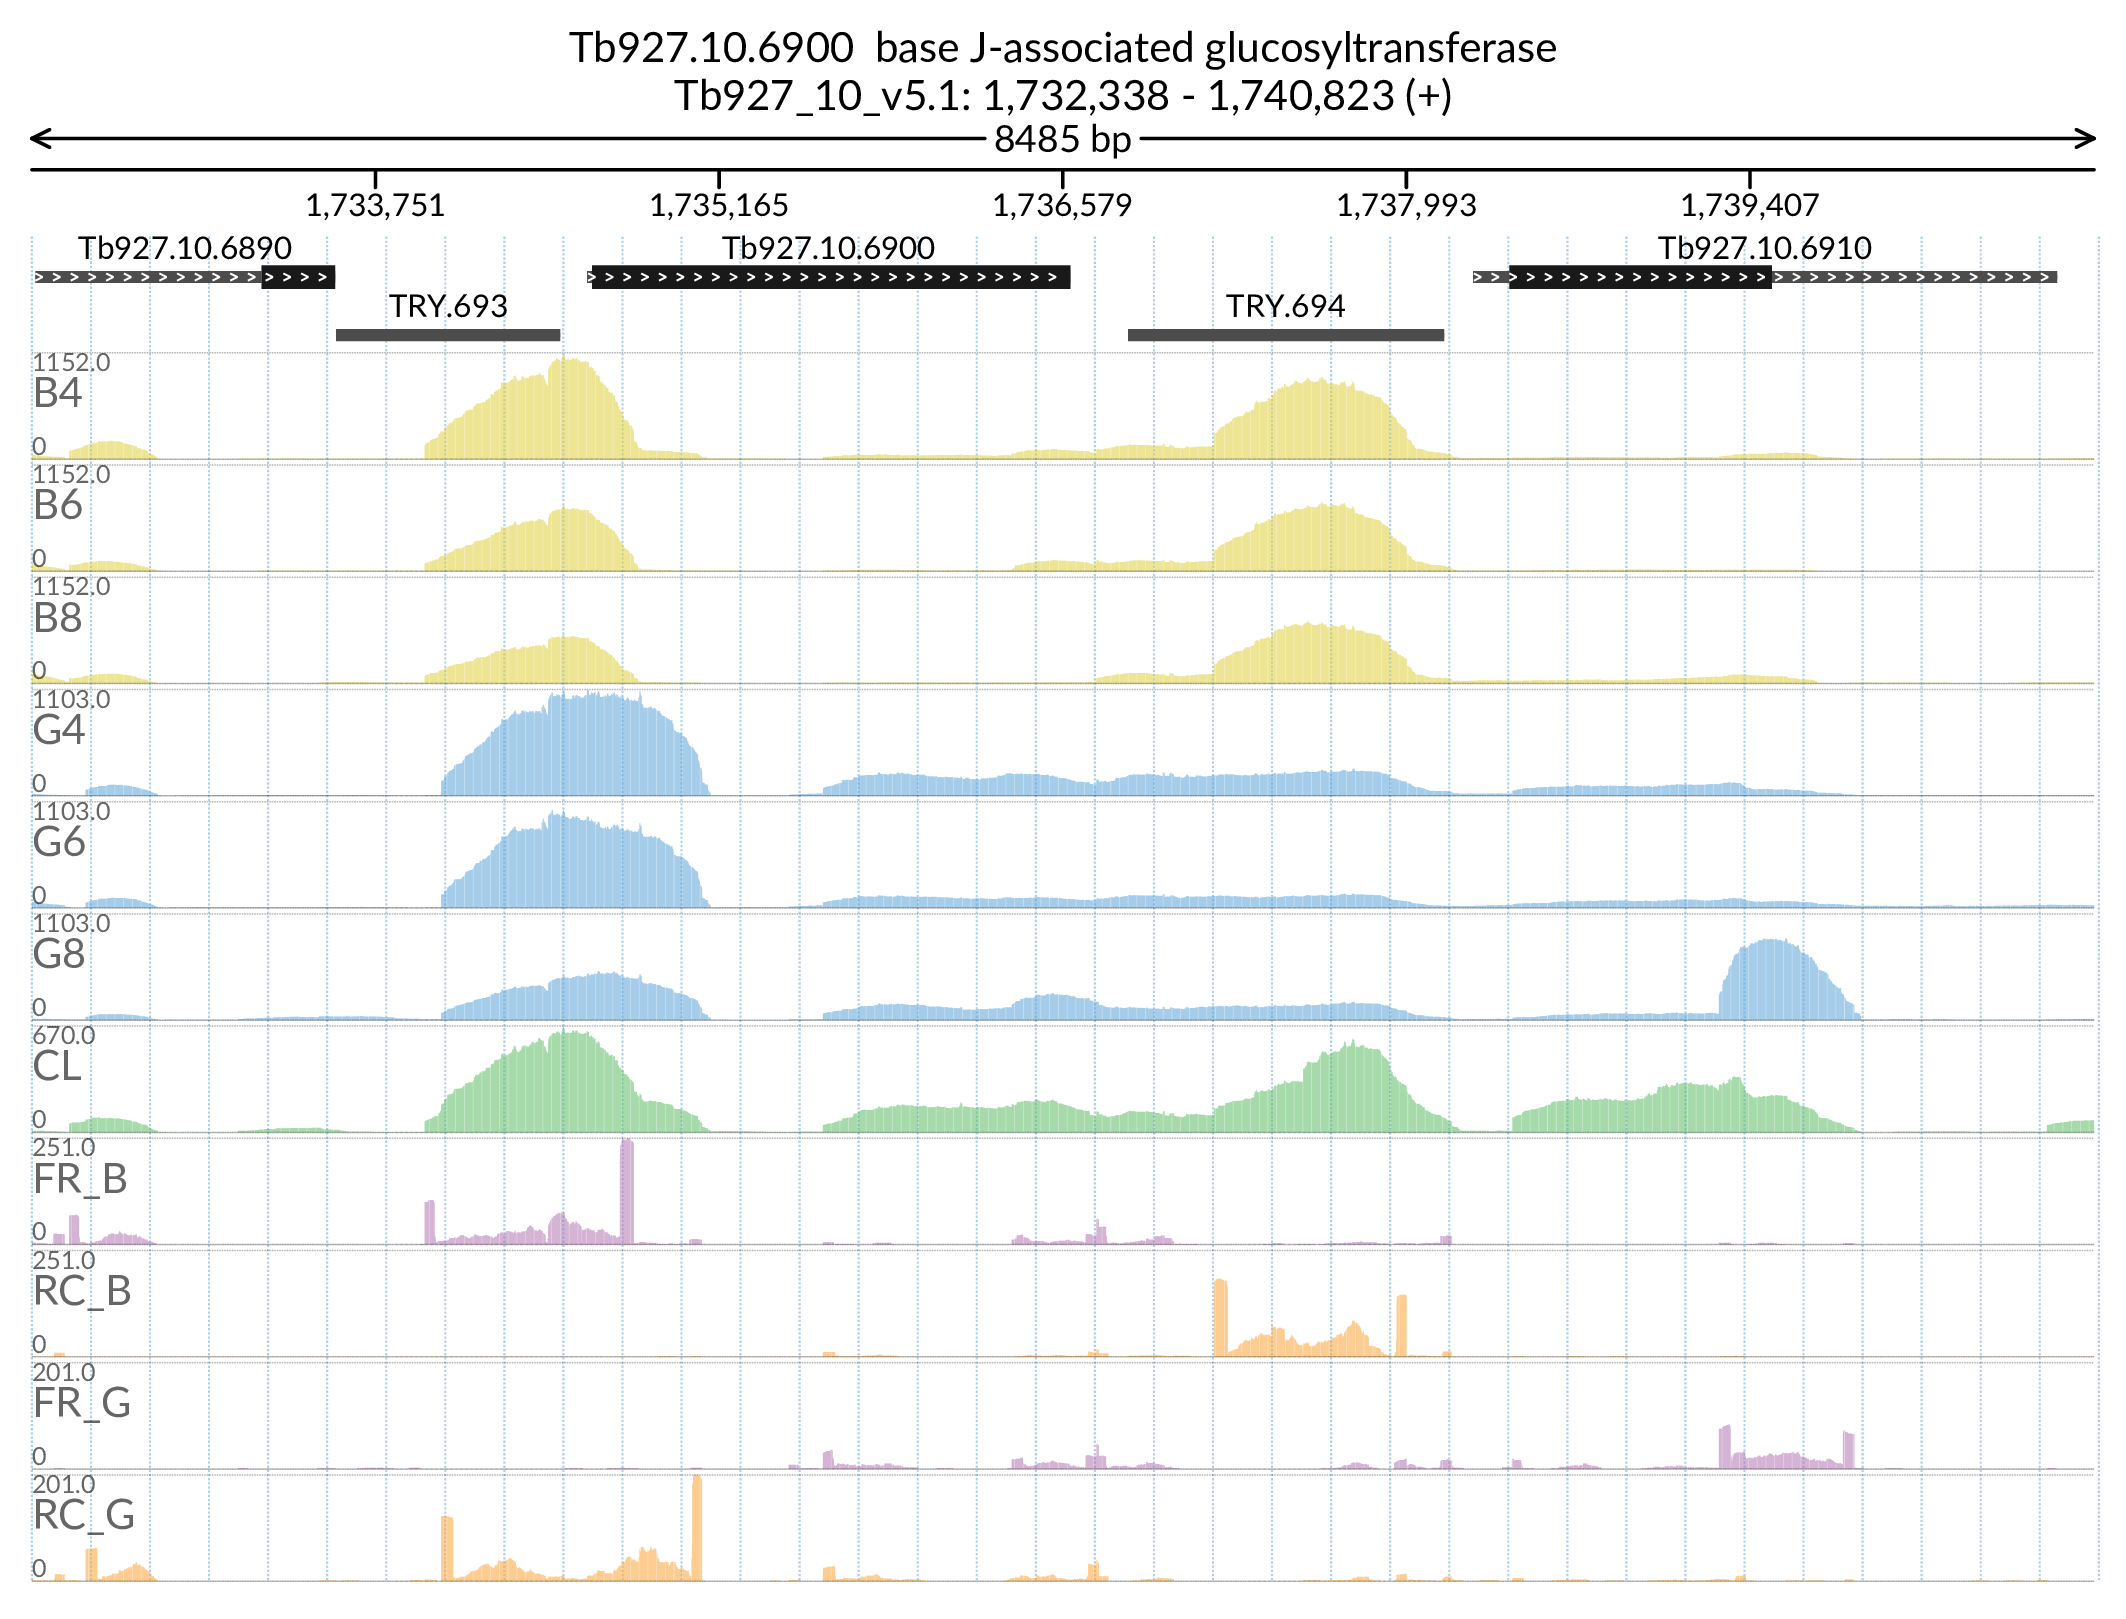 Tb927.10.6900  base J-associated glucosyltransferase
Tb927_10_v5.1: 1,732,338 - 1,740,823 (+)
8485 bp
1,733,751 1,735,165 1,736,579 1,737,993 1,739,407
Tb927.10.6890 Tb927.10.6900 Tb927.10.6910
TRY.693 TRY.694
1152.0
B4
0
1152.0
B6
0
1152.0
B8
0
1103.0
G4
0
1103.0
G6
0
1103.0
G8
0
670.0
CL
0
251.0
FR_B
0
251.0
RC_B
0
201.0
FR_G
0
201.0
RC_G
0